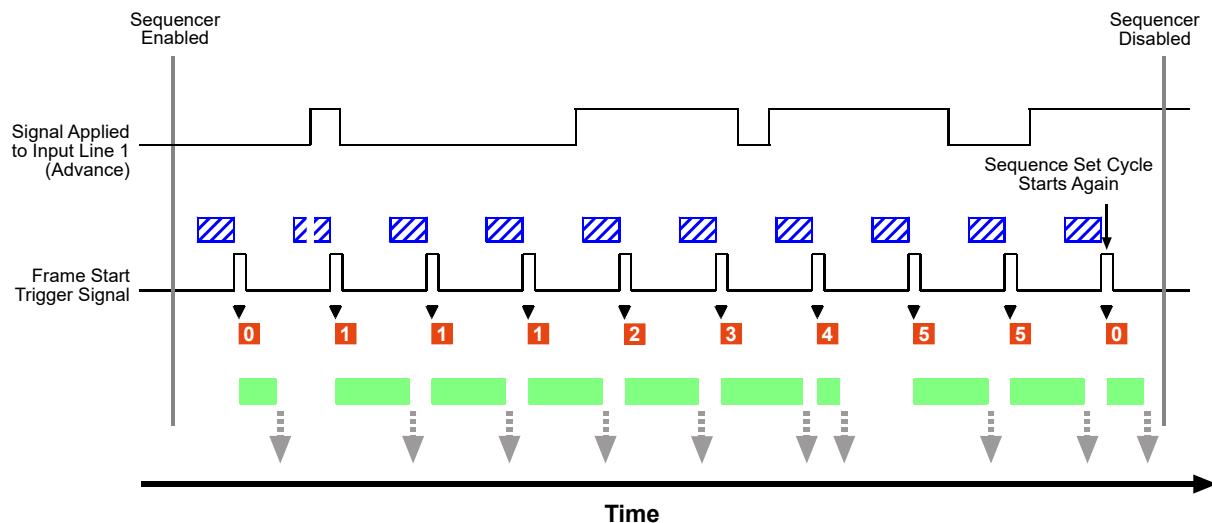 Sequencer
Enabled
Sequencer
Disabled
Signal Applied
to Input Line 1
(Advance)
Sequence Set Cycle
Starts Again
Frame Start
Trigger Signal
0 1 1 1 2 3 4 5 5 0
Time